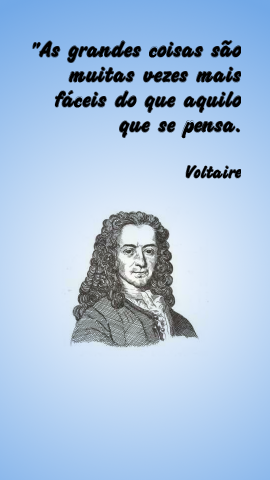 "As grandes coisas são
muitas vezes mais
fáceis do que aquilo
que se pensa.
Voltaire